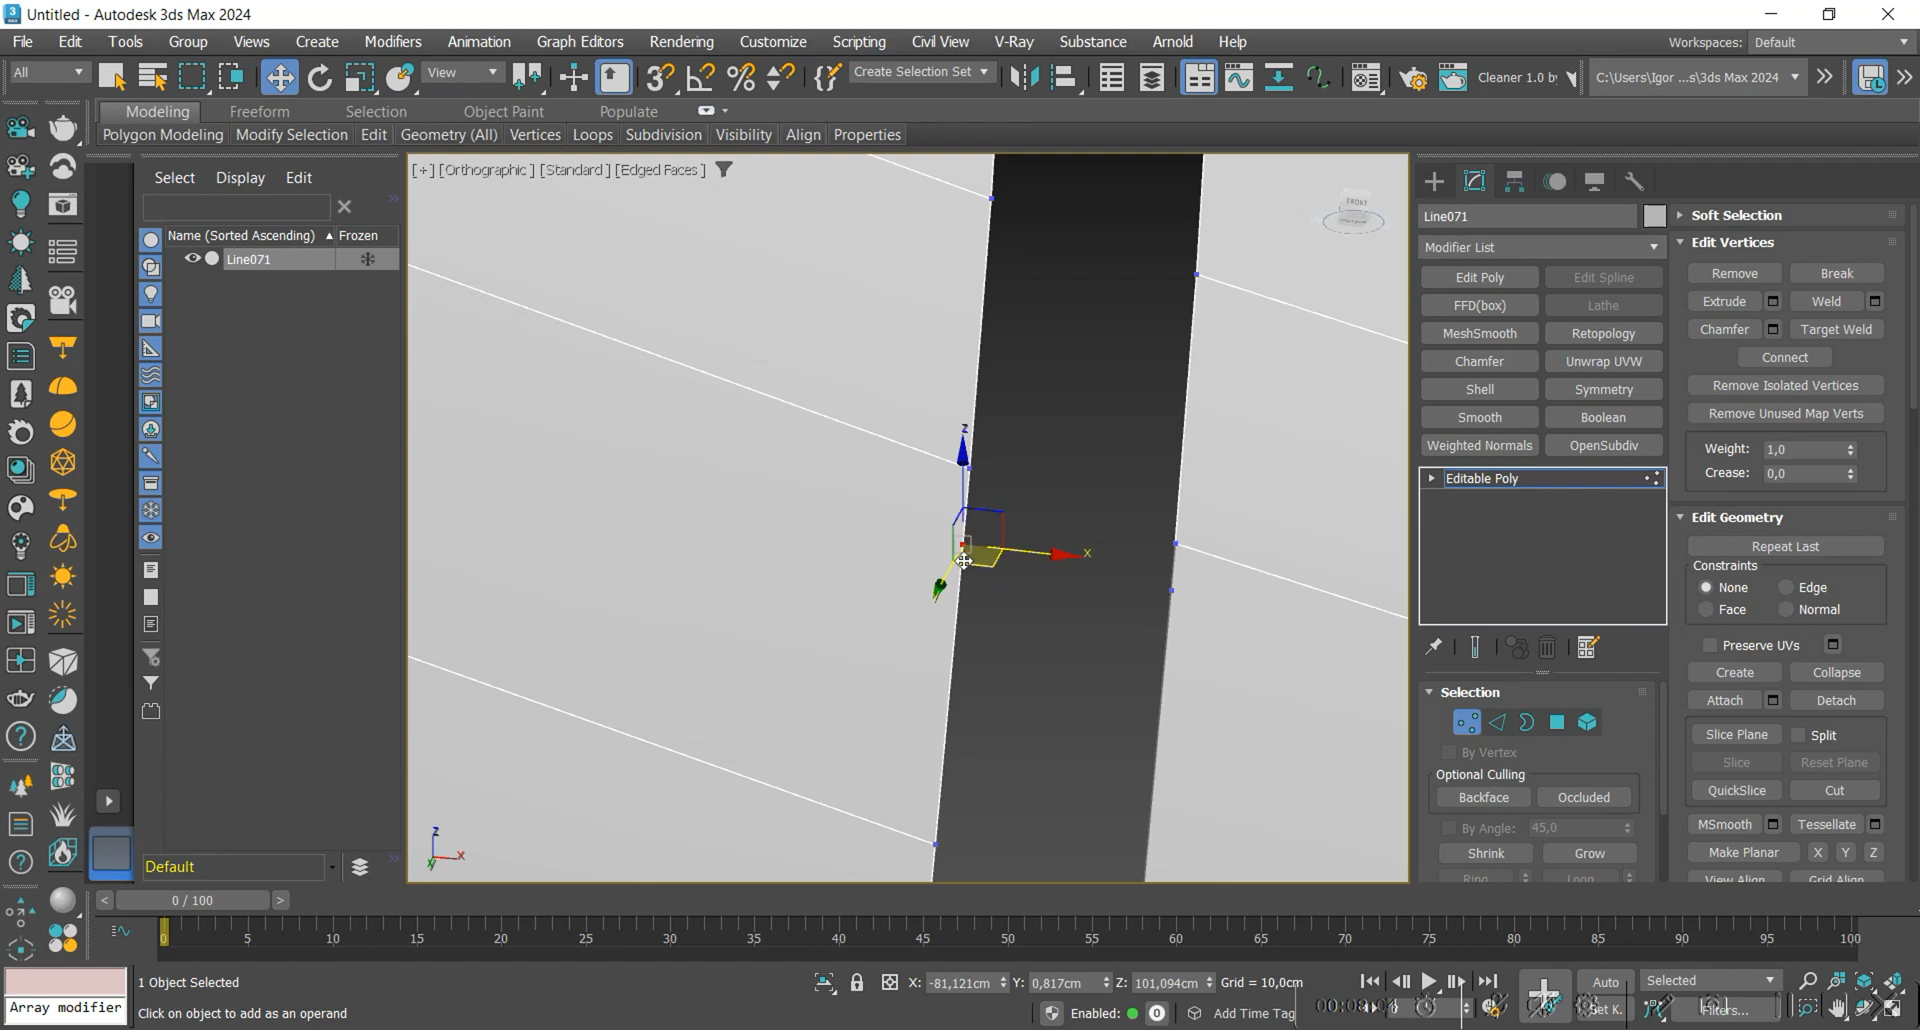 Untitled - Autodesk 3ds Max 2024
File Edit Tools Group Views Create Modifiers Animation Graph Editors Rendering Customize Scripting Civil View V-Ray Substance Arnold Help Workspaces: Default
All View Create Selection Set Cleaner 1.0 by C:\Users\Igor ...s\3ds Max 2024
Modeling Freeform Selection Object Paint Populate
Polygon Modeling Modify Selection Edit Geometry (All) Vertices Loops Subdivision Visibility Align Properties
Select Display Edit
[+] [Orthographic] [Standard] [Edged Faces]
Name (Sorted Ascending) Frozen
Line071
FRONT
z
x
z
x
y
Default
Line071
Modifier List
Edit Poly Edit Spline
FFD(box) Lathe
MeshSmooth Retopology
Chamfer Unwrap UVW
Shell Symmetry
Smooth Boolean
Weighted Normals OpenSubdiv
Editable Poly
Selection
By Vertex
Optional Culling
Backface Occluded
By Angle: 45,0
Shrink Grow
Ring Loop
Soft Selection
Edit Vertices
Remove Break
Extrude Weld
Chamfer Target Weld
Connect
Remove Isolated Vertices
Remove Unused Map Verts
Weight: 1,0
Crease: 0,0
Edit Geometry
Repeat Last
Constraints
None Edge
Face Normal
Preserve UVs
Create Collapse
Attach Detach
Slice Plane Split
Slice Reset Plane
QuickSlice Cut
MSmooth Tessellate
Make Planar X Y Z
View Align Grid Align
< 0 / 100 >
0 5 10 15 20 25 30 35 40 45 50 55 60 65 70 75 80 85 90 95 100
1 Object Selected X: -81,121cm Y: 0,817cm Z: 101,094cm Grid = 10,0cm Auto Selected
Array modifier Click on object to add as an operand Enabled: 0 Add Time Tag Set K. Filters...